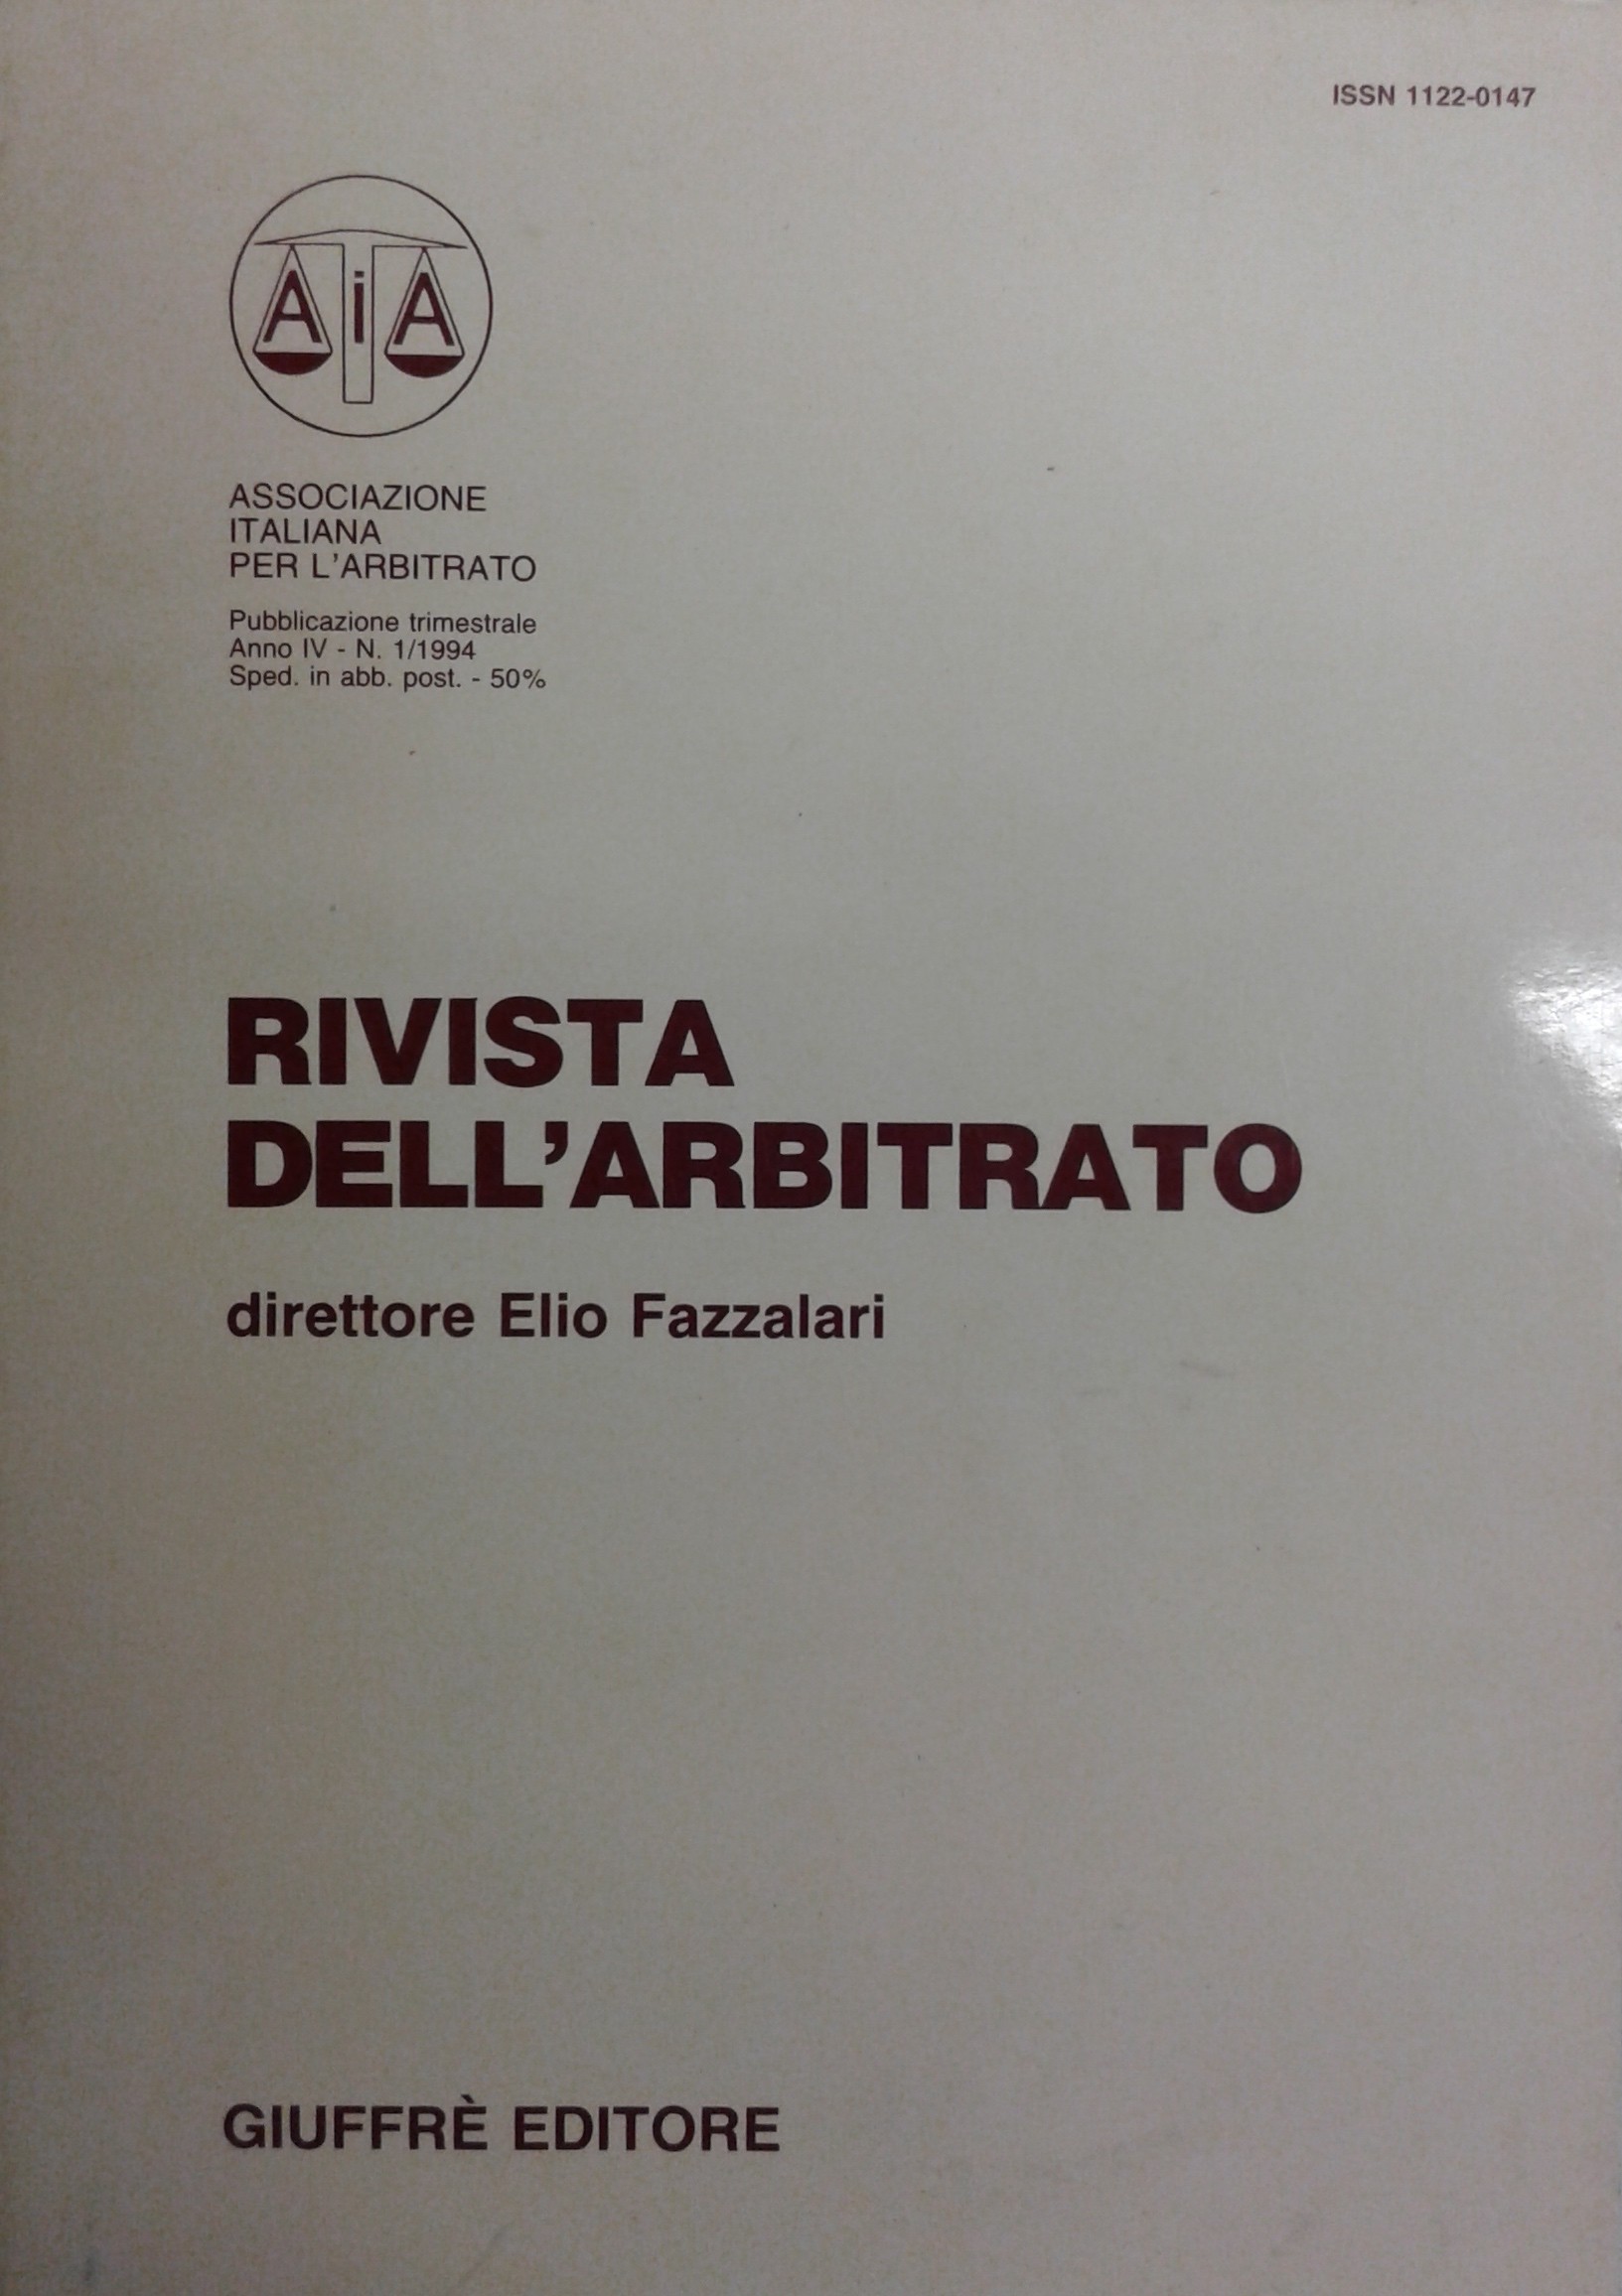 ISSN 1122-0147
AiA
ASSOCIAZIONE
ITALIANA
PER L'ARBITRATO
Pubblicazione trimestrale
Anno IV - N. 1/1994
Sped. in abb. post. - 50%
RIVISTA
DELL'ARBITRATO
direttore Elio Fazzalari
GIUFFRÈ EDITORE